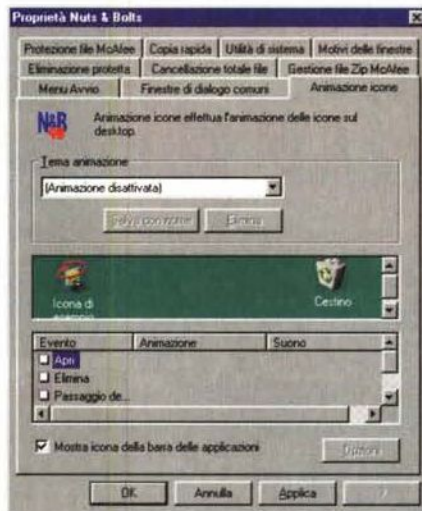 Proprietà Nuts & Bolts
Protezione file McAfee
Copia rapida
Utilità di sistema
Motivi delle finestre
Eliminazione protetta
Cancellazione totale file
Gestione file Zip McAfee
Menu Avvio
Finestre di dialogo comuni
Animazione icone
N&B
Animazione icone effettua l'animazione delle icone sul
desktop.
Tema animazione
(Animazione disattivata)
Salva con nome
Elimina
Icona di
esempio
Cestino
Evento
Animazione
Suono
Apri
Elimina
Passaggio de...
Mostra icona della barra delle applicazioni
Opzioni
OK
Annulla
Applica
?